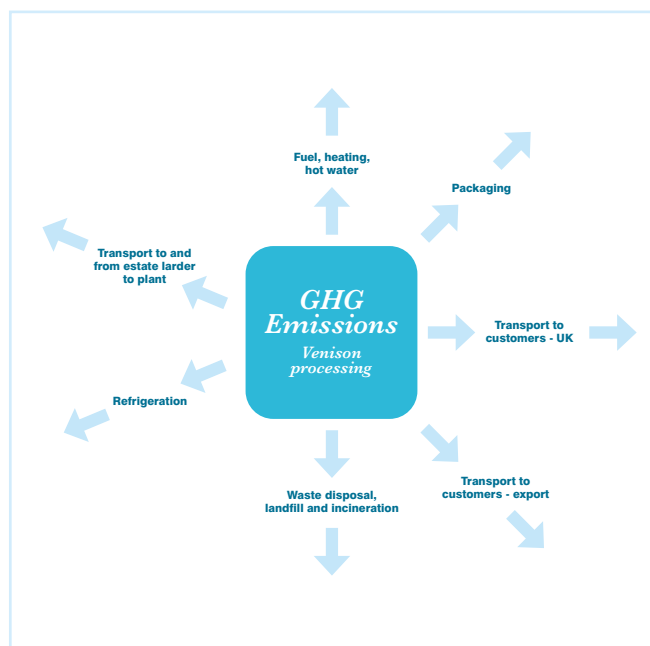 Fuel, heating,
hot water
Packaging
Transport to and
from estate larder
to plant
GHG
Emissions
Venison
processing
Transport to
customers - UK
Refrigeration
Transport to
customers - export
Waste disposal,
landfill and incineration